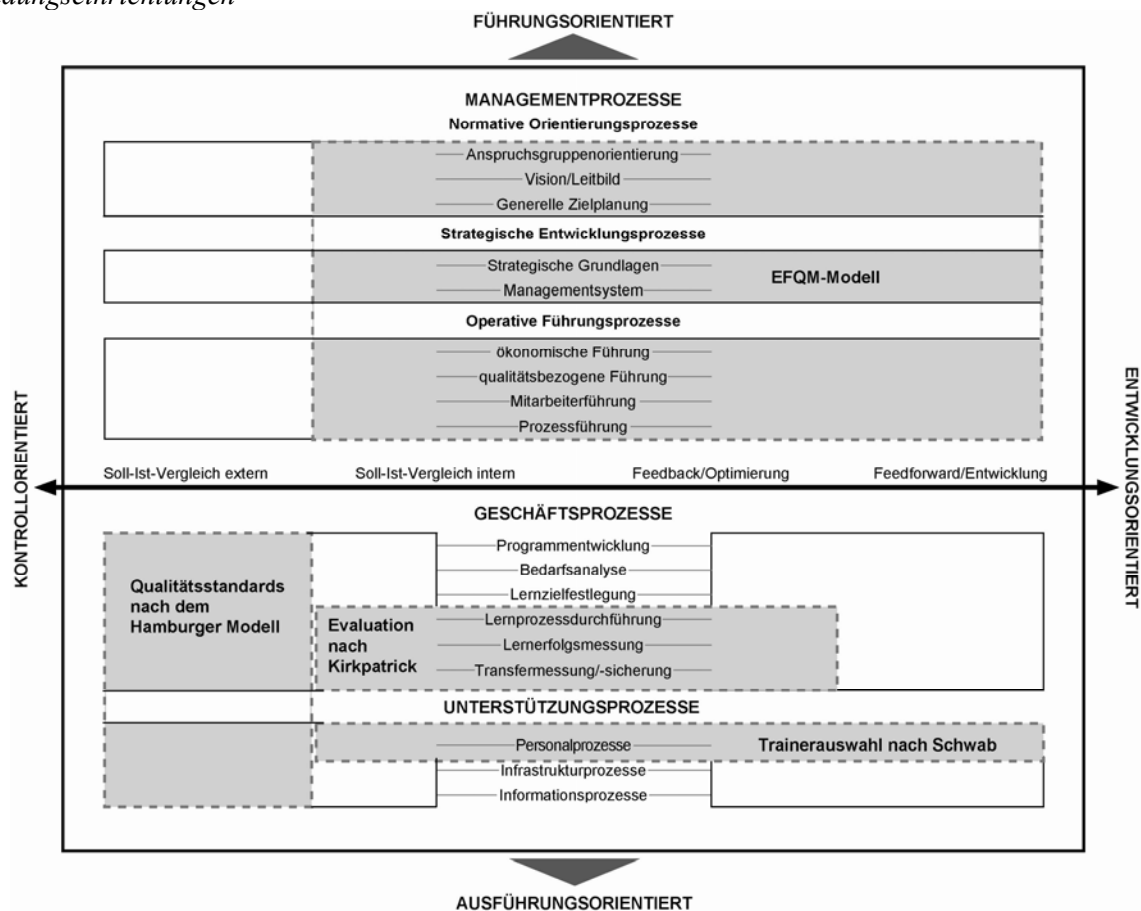 FÜHRUNGSORIENTIERT
MANAGEMENTPROZESSE
Normative Orientierungsprozesse
Anspruchsgruppenorientierung
Vision/Leitbild
Generelle Zielplanung
Strategische Entwicklungsprozesse
Strategische Grundlagen
Managementsystem
EFQM-Modell
Operative Führungsprozesse
ökonomische Führung
qualitätsbezogene Führung
Mitarbeiterführung
Prozessführung
KONTROLLORIENTIERT
ENTWICKLUNGSORIENTIERT
Soll-Ist-Vergleich extern
Soll-Ist-Vergleich intern
Feedback/Optimierung
Feedforward/Entwicklung
GESCHÄFTSPROZESSE
Programmentwicklung
Bedarfsanalyse
Lernzielfestlegung
Lernprozessdurchführung
Lernerfolgsmessung
Transfermessung/-sicherung
Qualitätsstandards
nach dem
Hamburger Modell
Evaluation
nach
Kirkpatrick
UNTERSTÜTZUNGSPROZESSE
Personalprozesse
Trainerauswahl nach Schwab
Infrastrukturprozesse
Informationsprozesse
AUSFÜHRUNGSORIENTIERT